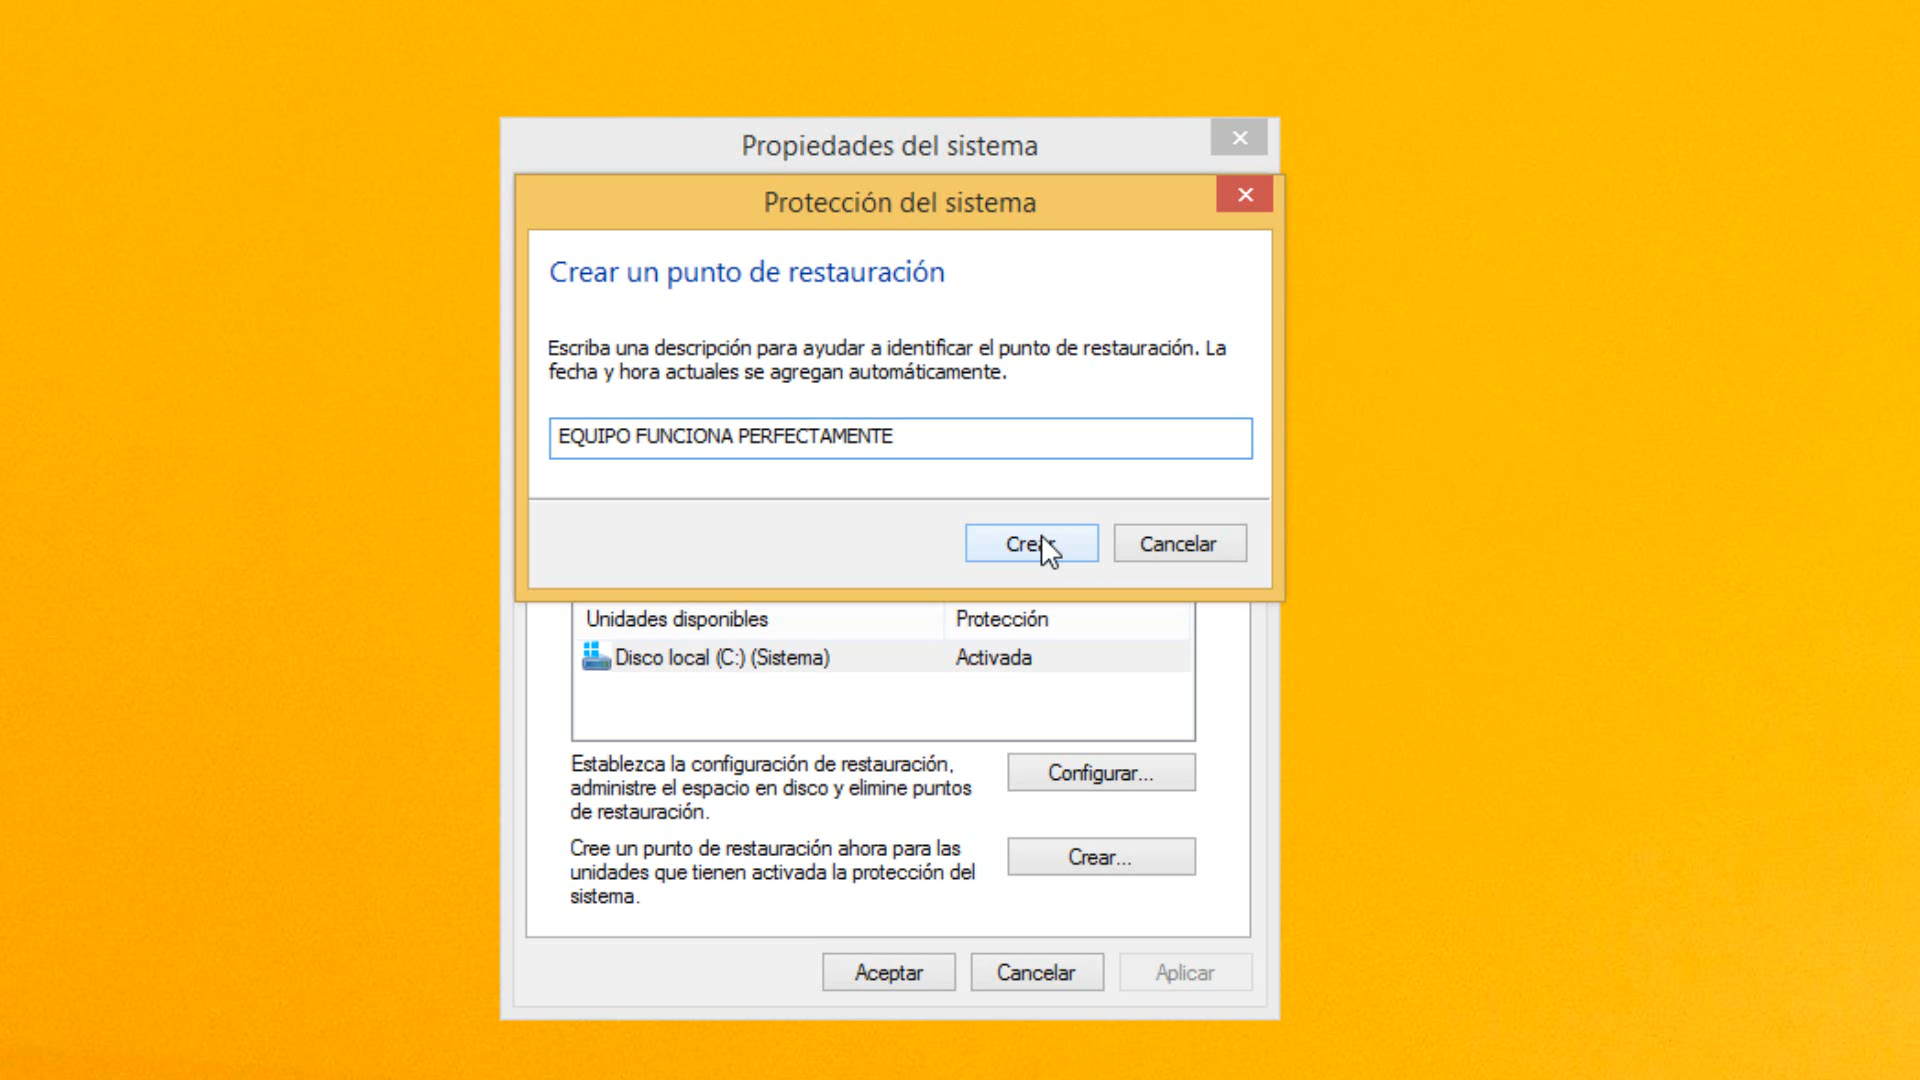 Propiedades del sistema
Protección del sistema
Crear un punto de restauración
Escriba una descripción para ayudar a identificar el punto de restauración. La
fecha y hora actuales se agregan automáticamente.
EQUIPO FUNCIONA PERFECTAMENTE
Crear Cancelar
Unidades disponibles Protección
Disco local (C:) (Sistema) Activada
Establezca la configuración de restauración,
administre el espacio en disco y elimine puntos
de restauración.
Configurar...
Cree un punto de restauración ahora para las
unidades que tienen activada la protección del
sistema.
Crear...
Aceptar Cancelar Aplicar